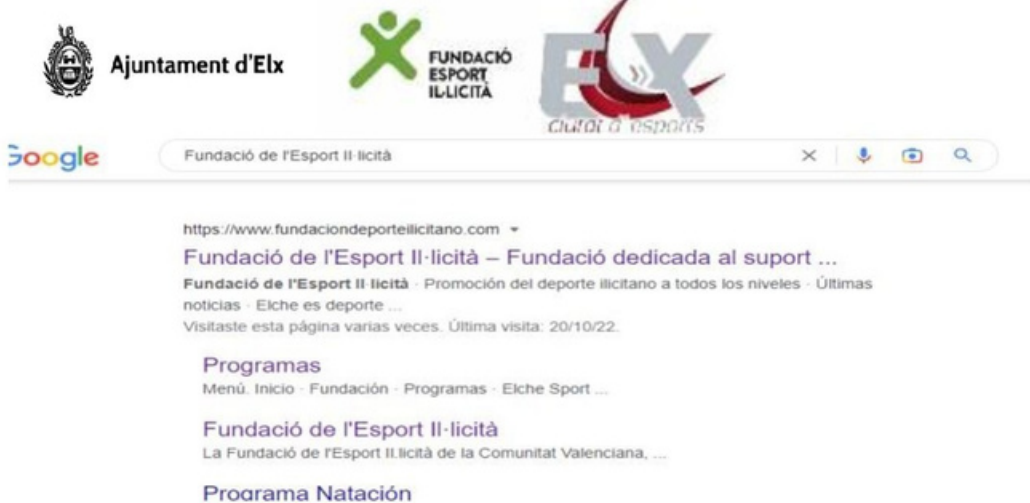 Ajuntament d'Elx
FUNDACIÓ
ESPORT
IL·LICITÀ
ELX
ciutat d'esports
Google
Fundació de l'Esport Il·licità
https://www.fundaciondeporteilicitano.com
Fundació de l'Esport Il·licità – Fundació dedicada al suport ...
Fundació de l'Esport Il·licità · Promoción del deporte ilicitano a todos los niveles · Últimas
noticias · Elche es deporte ...
Visitaste esta página varias veces. Última visita: 20/10/22.
Programas
Menú. Inicio · Fundación · Programas · Elche Sport ...
Fundació de l'Esport Il·licità
La Fundació de l'Esport Il.licità de la Comunitat Valenciana, ...
Programa Natación